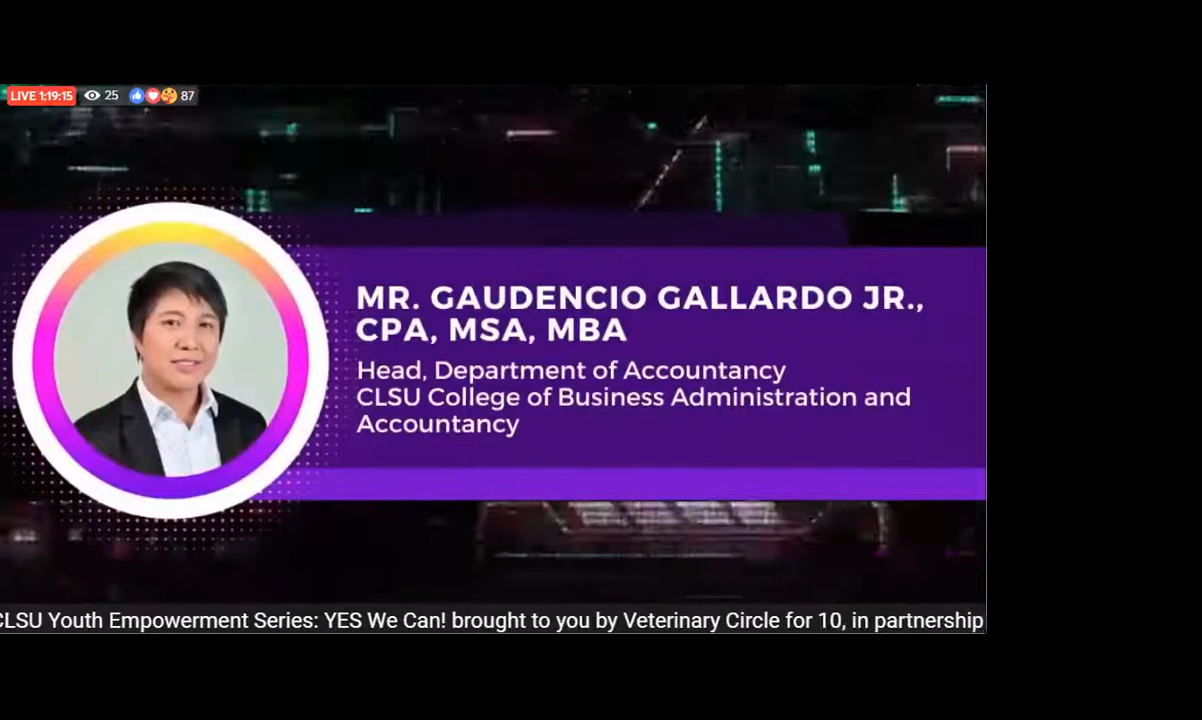 LIVE 1:19:15 25 87
MR. GAUDENCIO GALLARDO JR.,
CPA, MSA, MBA
Head, Department of Accountancy
CLSU College of Business Administration and
Accountancy
CLSU Youth Empowerment Series: YES We Can! brought to you by Veterinary Circle for 10, in partnership